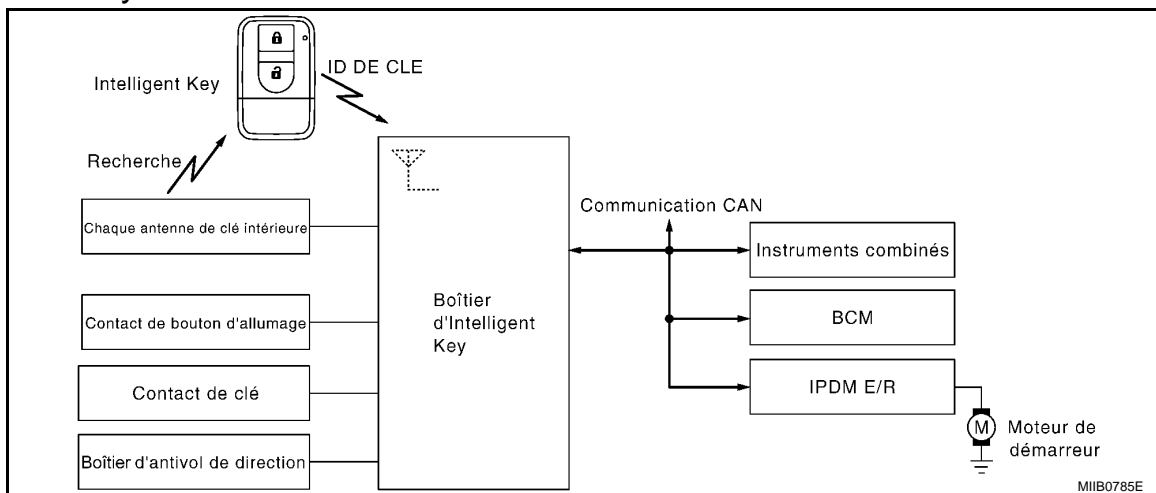 Intelligent Key
ID DE CLE
Recherche
Chaque antenne de clé intérieure
Contact de bouton d'allumage
Contact de clé
Boîtier d'antivol de direction
Boîtier
d'Intelligent
Key
Communication CAN
Instruments combinés
BCM
IPDM E/R
M
Moteur de
démarreur
MIIB0785E